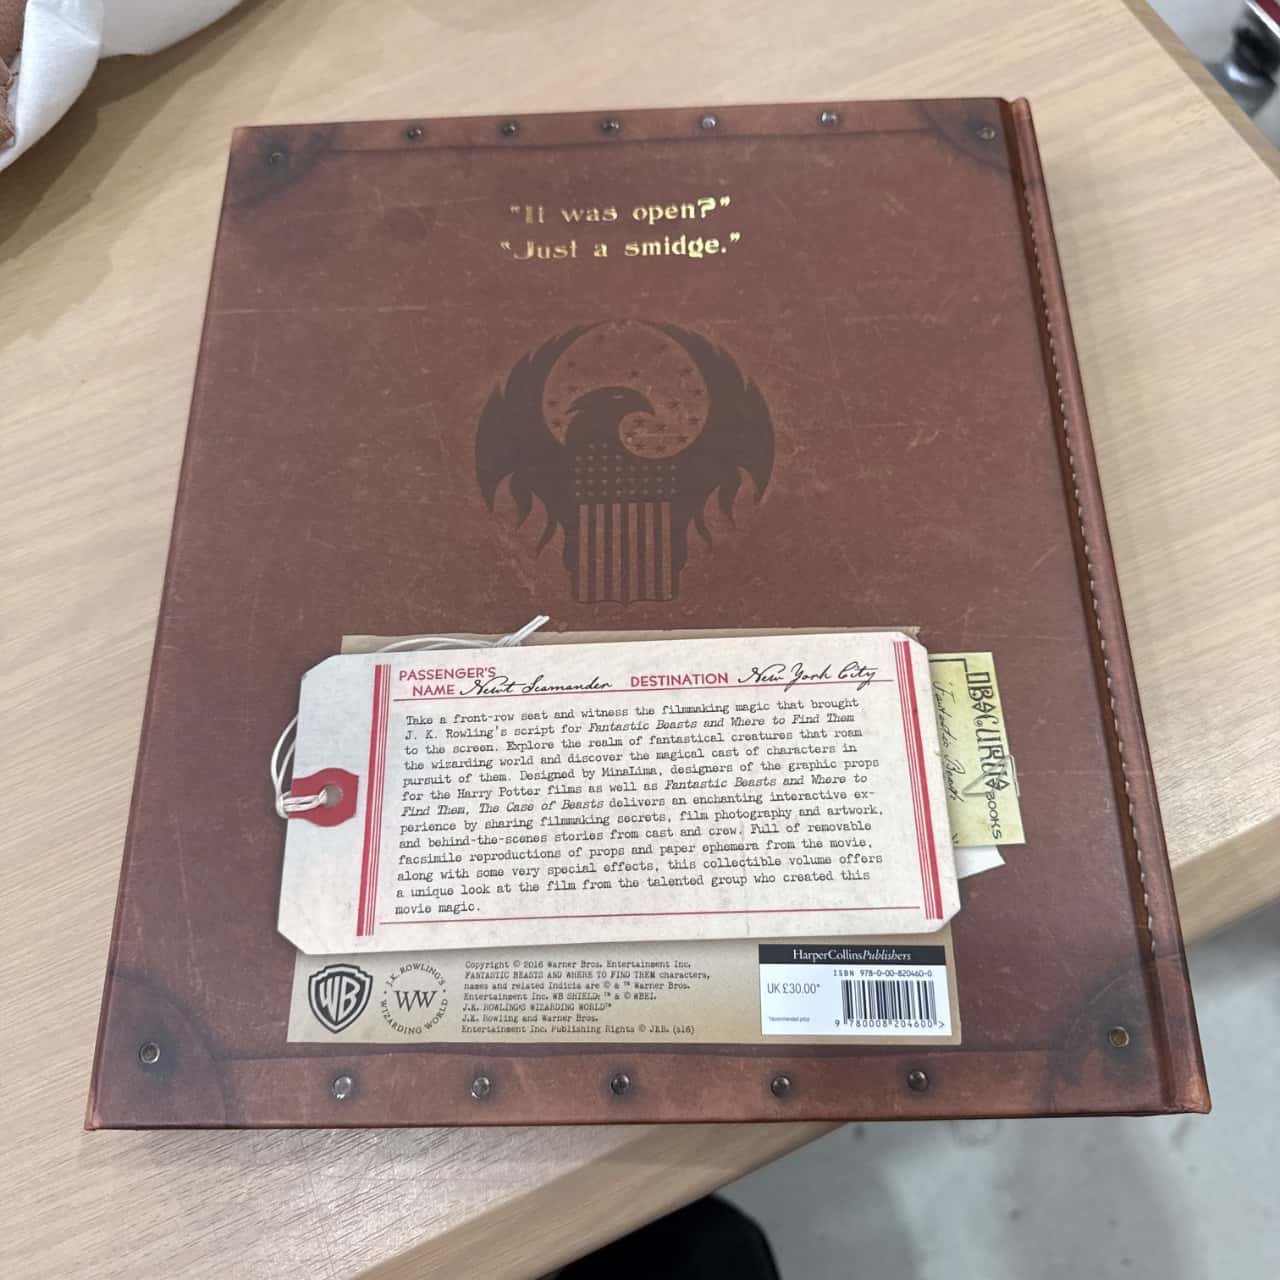 "It was open?"
"Just a smidge."
PASSENGER'S
NAME Newt Scamander DESTINATION New York City
Take a front-row seat and witness the filmmaking magic that brought
J. K. Rowling's script for Fantastic Beasts and Where to Find Them
to the screen. Explore the realm of fantastical creatures that roam
the wizarding world and discover the magical cast of characters in
pursuit of them. Designed by MinaLima, designers of the graphic props
for the Harry Potter films as well as Fantastic Beasts and Where to
Find Them, The Case of Beasts delivers an enchanting interactive ex-
perience by sharing filmmaking secrets, film photography and artwork,
and behind-the-scenes stories from cast and crew. Full of removable
facsimile reproductions of props and paper ephemera from the movie,
along with some very special effects, this collectible volume offers
a unique look at the film from the talented group who created this
movie magic.
OBSCURUS
BOOKS
'Fantastic Beasts'
WB
J.K. ROWLING'S
WW
WIZARDING WORLD
Copyright © 2016 Warner Bros. Entertainment Inc.
FANTASTIC BEASTS AND WHERE TO FIND THEM characters,
names and related indicia are © & ™ Warner Bros.
Entertainment Inc. WB SHIELD: ™ & © WBEI.
J.K. ROWLING'S WIZARDING WORLD™
J.K. Rowling and Warner Bros.
Entertainment Inc. Publishing Rights © JKR. (s16)
HarperCollinsPublishers
ISBN 978-0-00-820460-0
UK £30.00*
*Recommended price
9 780008 204600 >